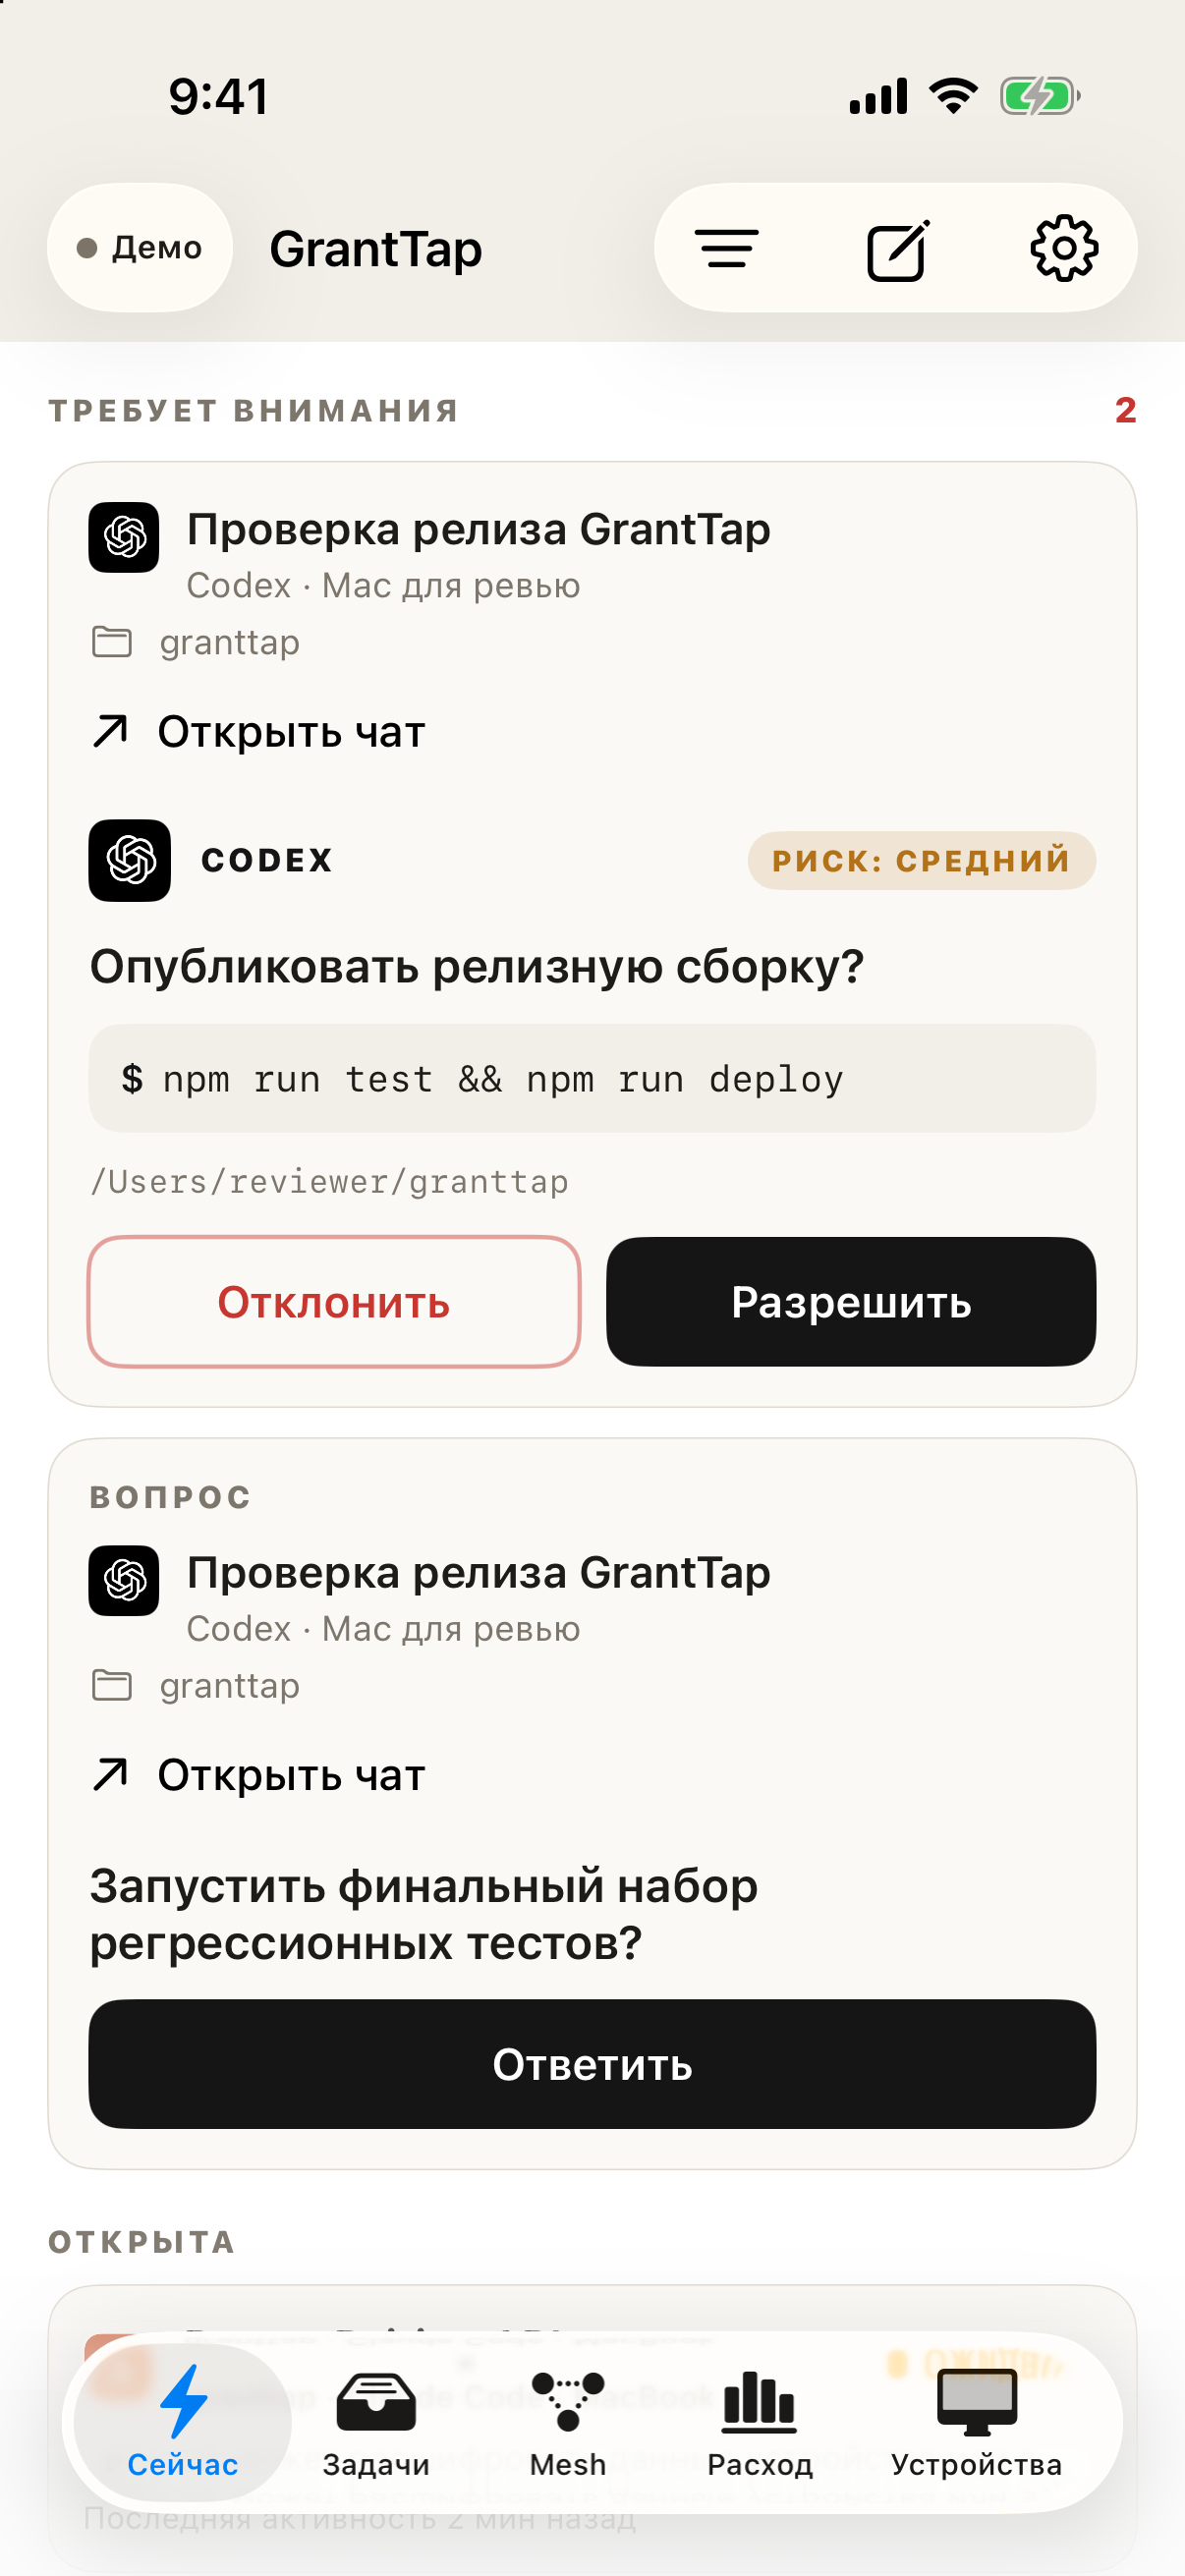 9:41
Демо
GrantTap
ТРЕБУЕТ ВНИМАНИЯ
2
Проверка релиза GrantTap
Codex · Mac для ревью
granttap
Открыть чат
CODEX
РИСК: СРЕДНИЙ
Опубликовать релизную сборку?
$ npm run test && npm run deploy
/Users/reviewer/granttap
Отклонить
Разрешить
ВОПРОС
Проверка релиза GrantTap
Codex · Mac для ревью
granttap
Открыть чат
Запустить финальный набор
регрессионных тестов?
Ответить
ОТКРЫТА
Сейчас
Задачи
Mesh
Расход
Устройства
Последняя активность 2 мин назад